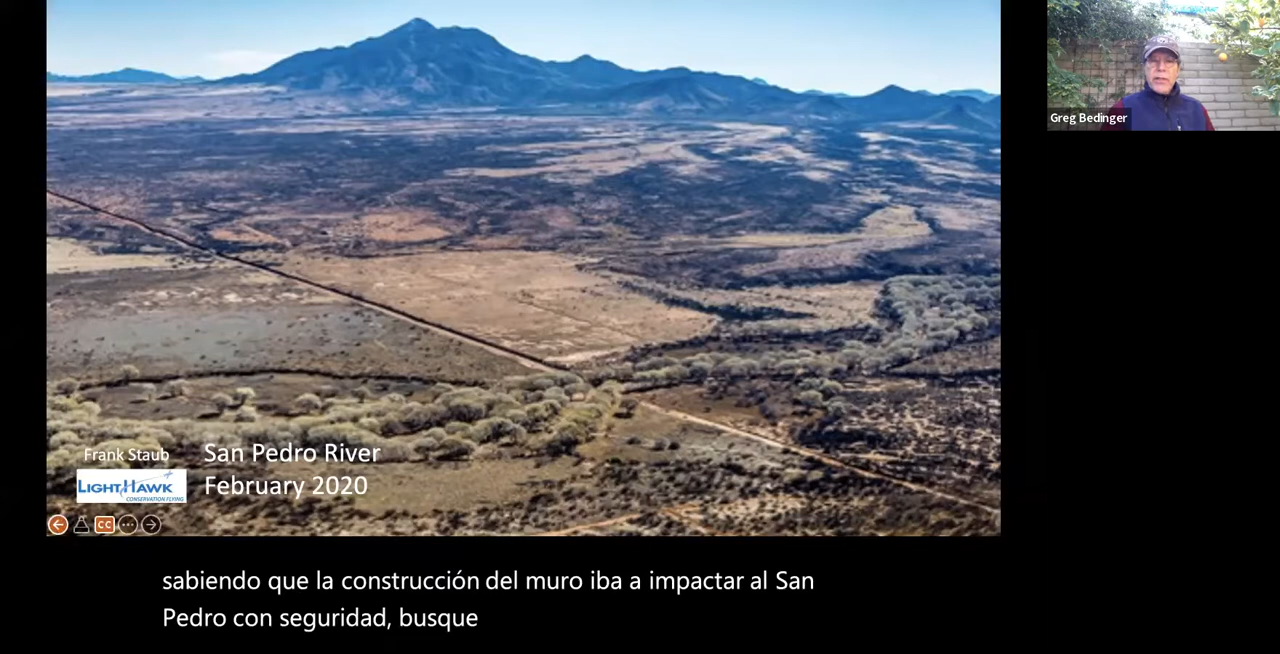 Greg Bedinger
Frank Staub
San Pedro River
LIGHTHAWK
February 2020
CONSERVATION FLYING
CC
sabiendo que la construcción del muro iba a impactar al San
Pedro con seguridad, busque